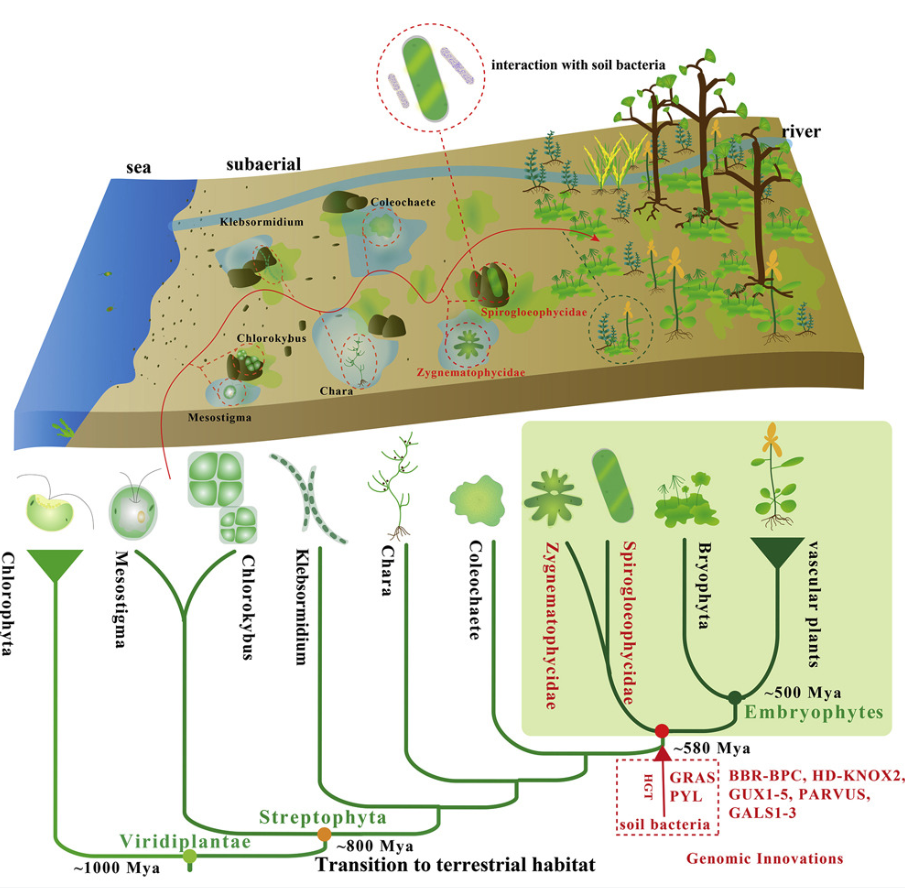 interaction with soil bacteria
river
sea
subaerial
Coleochaete
Klebsormidium
Spirogloeophycidae
Chlorokybus
Zygnematophycidae
Chara
Mesostigma
Chlorophyta
Mesostigma
Chlorokybus
Klebsormidium
Chara
Coleochaete
Zygnematophycidae
Spirogloeophycidae
Bryophyta
vascular plants
~500 Mya
Embryophytes
~580 Mya
HGT
GRAS
PYL
soil bacteria
BBR-BPC, HD-KNOX2,
GUX1-5, PARVUS,
GALS1-3
Genomic Innovations
Streptophyta
~800 Mya
Viridiplantae
~1000 Mya
Transition to terrestrial habitat